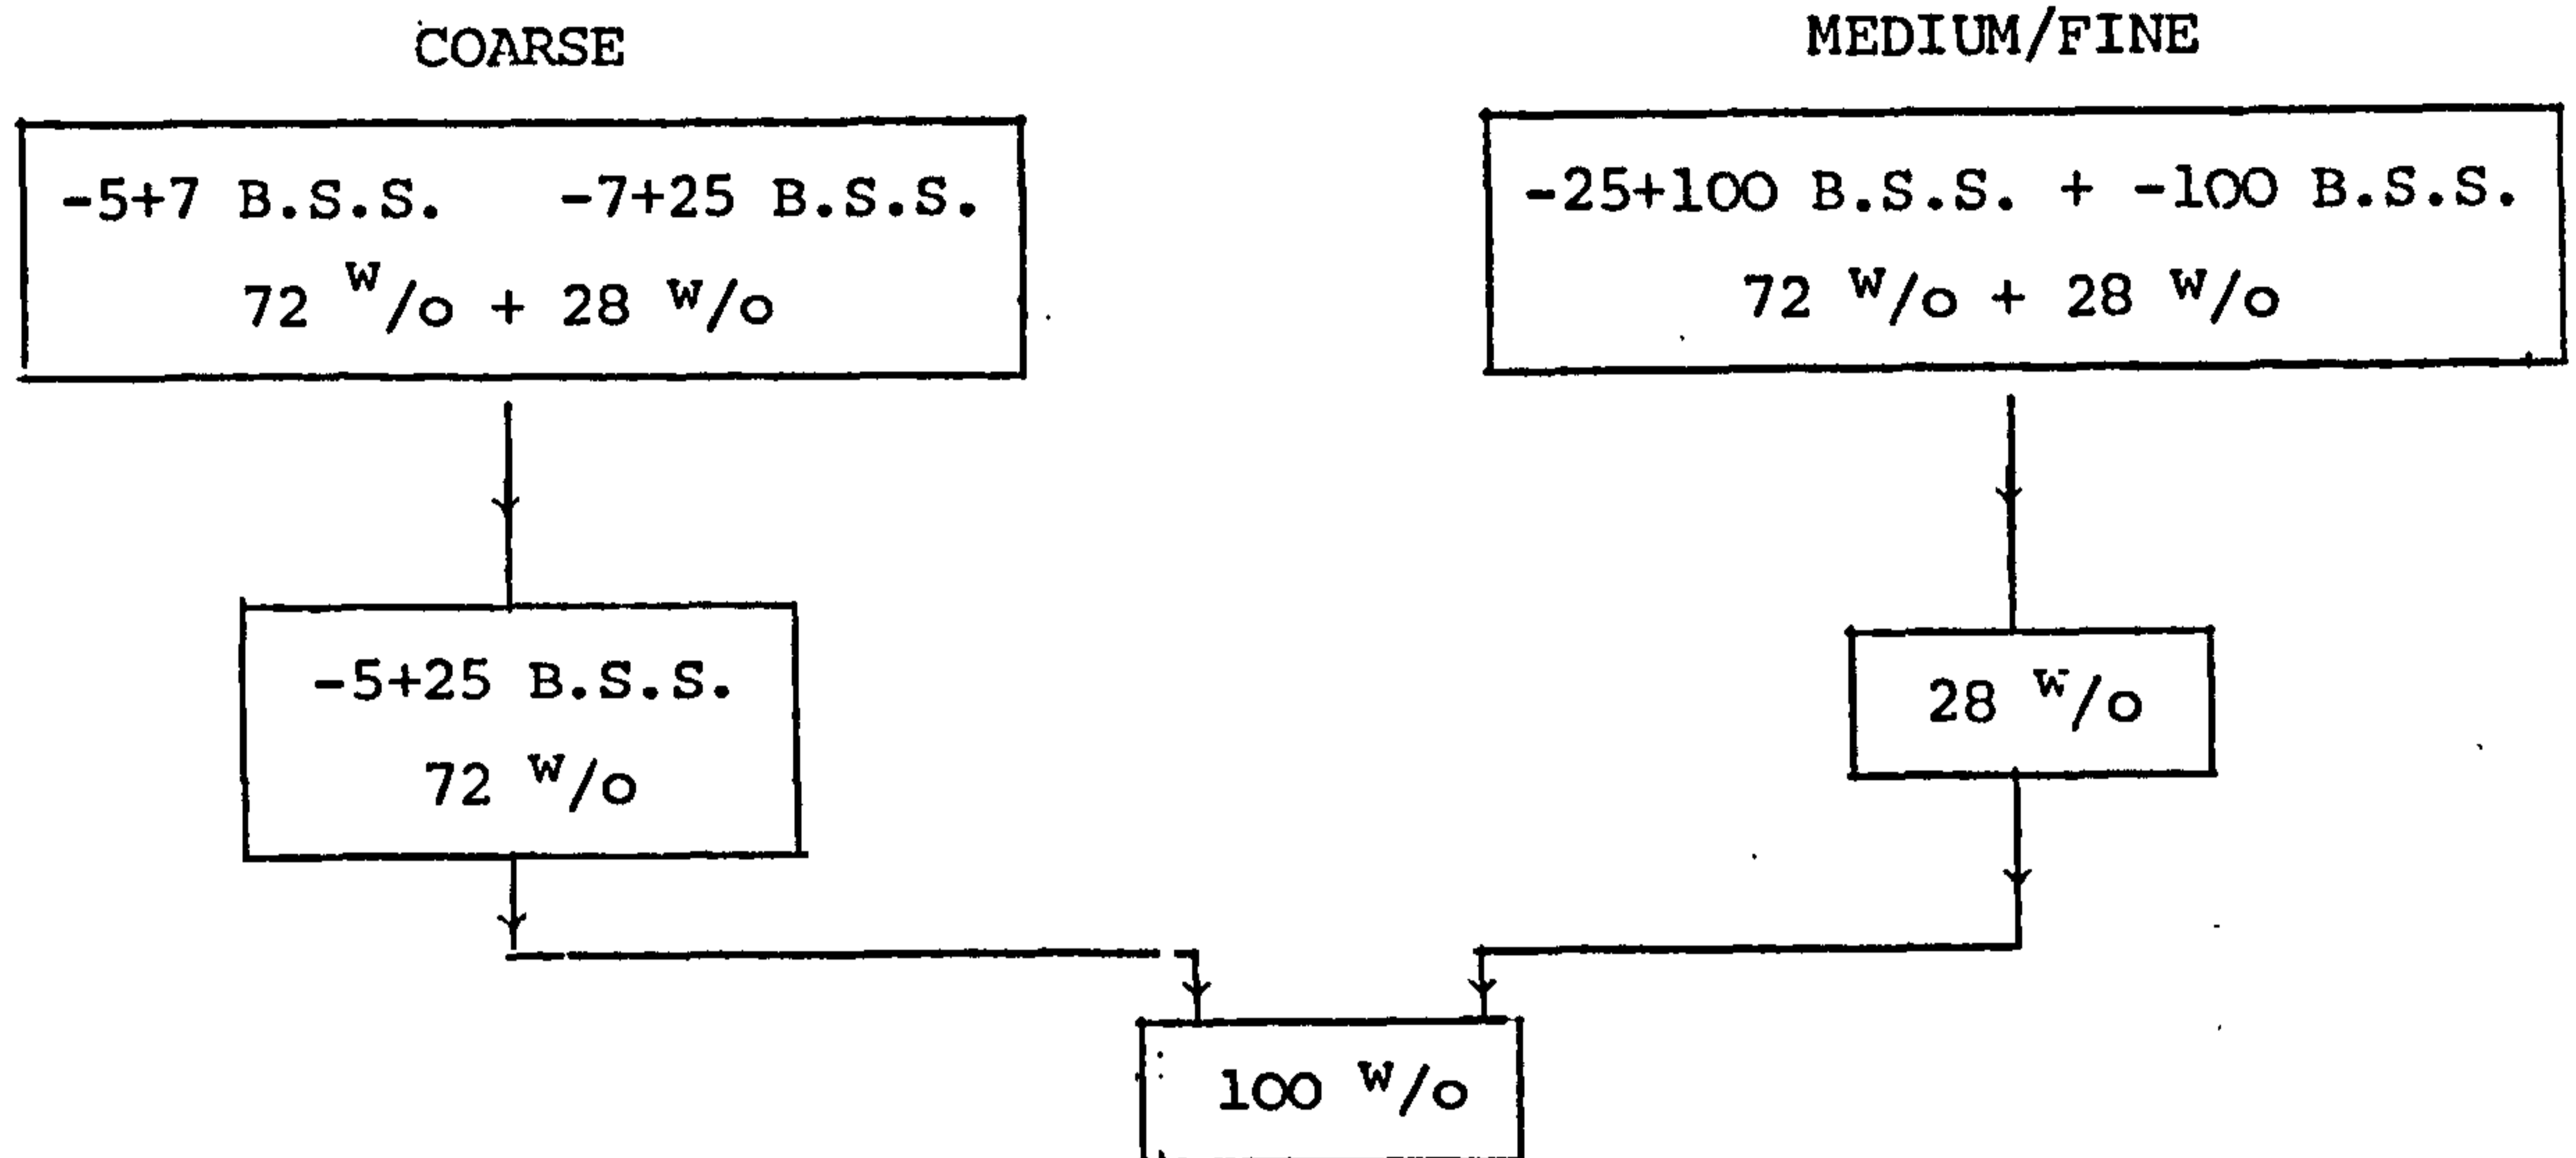 COARSE
MEDIUM/FINE
-5+7 B.S.S. -7+25 B.S.S.
72 w/o + 28 w/o
-25+100 B.S.S. + -100 B.S.S.
72 w/o + 28 w/o
-5+25 B.S.S.
72 w/o
28 w/o
100 w/o